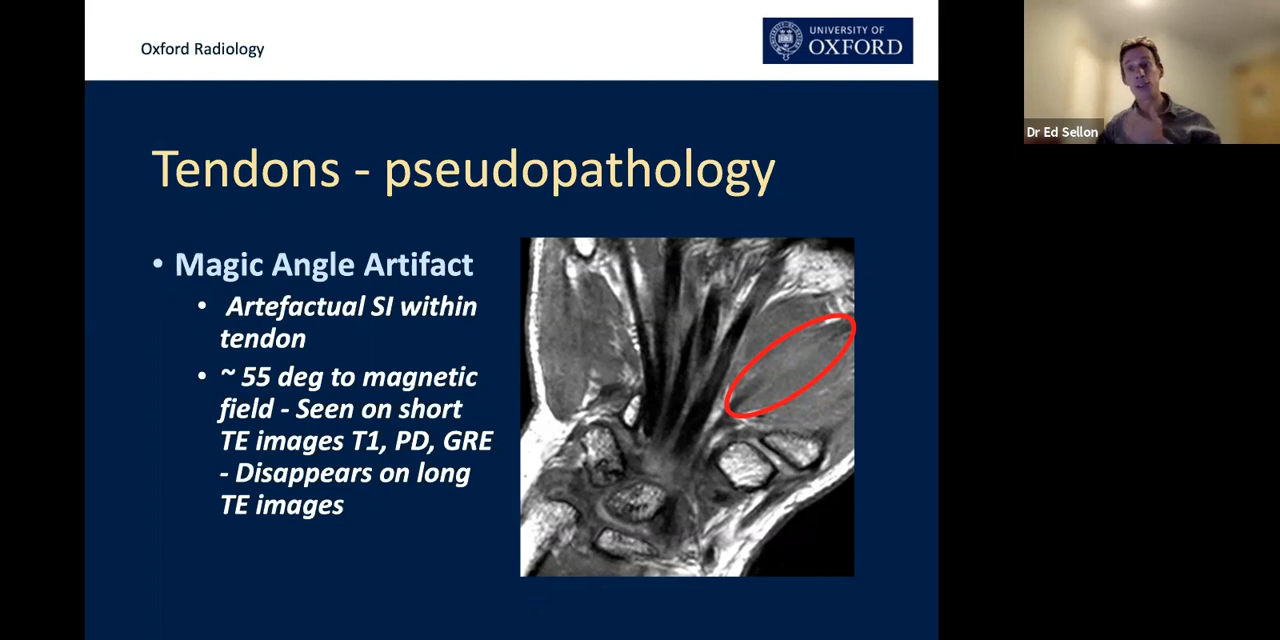 Oxford Radiology
UNIVERSITY OF
OXFORD
Dr Ed Sellon
Tendons - pseudopathology
• Magic Angle Artifact
• Artefactual SI within
tendon
• ~ 55 deg to magnetic
field - Seen on short
TE images T1, PD, GRE
- Disappears on long
TE images